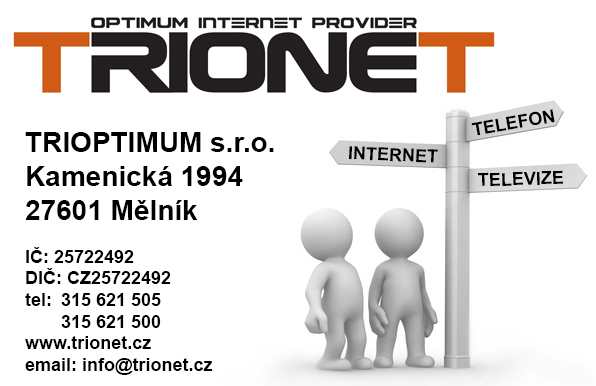 OPTIMUM INTERNET PROVIDER
TRIONET
TRIOPTIMUM s.r.o.
Kamenická 1994
27601 Mělník
IČ: 25722492
DIČ: CZ25722492
tel: 315 621 505
315 621 500
www.trionet.cz
email: info@trionet.cz
TELEFON
INTERNET
TELEVIZE